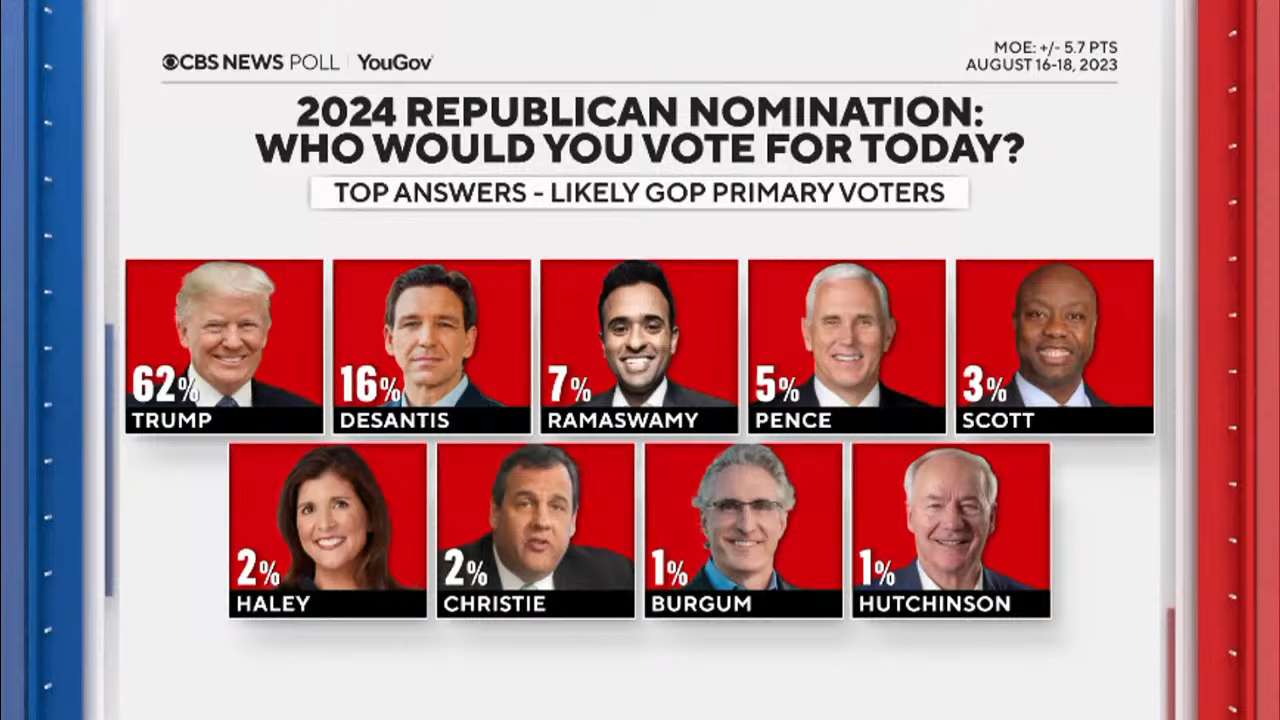 CBS NEWS POLL | YouGov
MOE: +/- 5.7 PTS
AUGUST 16-18, 2023
2024 REPUBLICAN NOMINATION:
WHO WOULD YOU VOTE FOR TODAY?
TOP ANSWERS - LIKELY GOP PRIMARY VOTERS
62%
TRUMP
16%
DESANTIS
7%
RAMASWAMY
5%
PENCE
3%
SCOTT
2%
HALEY
2%
CHRISTIE
1%
BURGUM
1%
HUTCHINSON